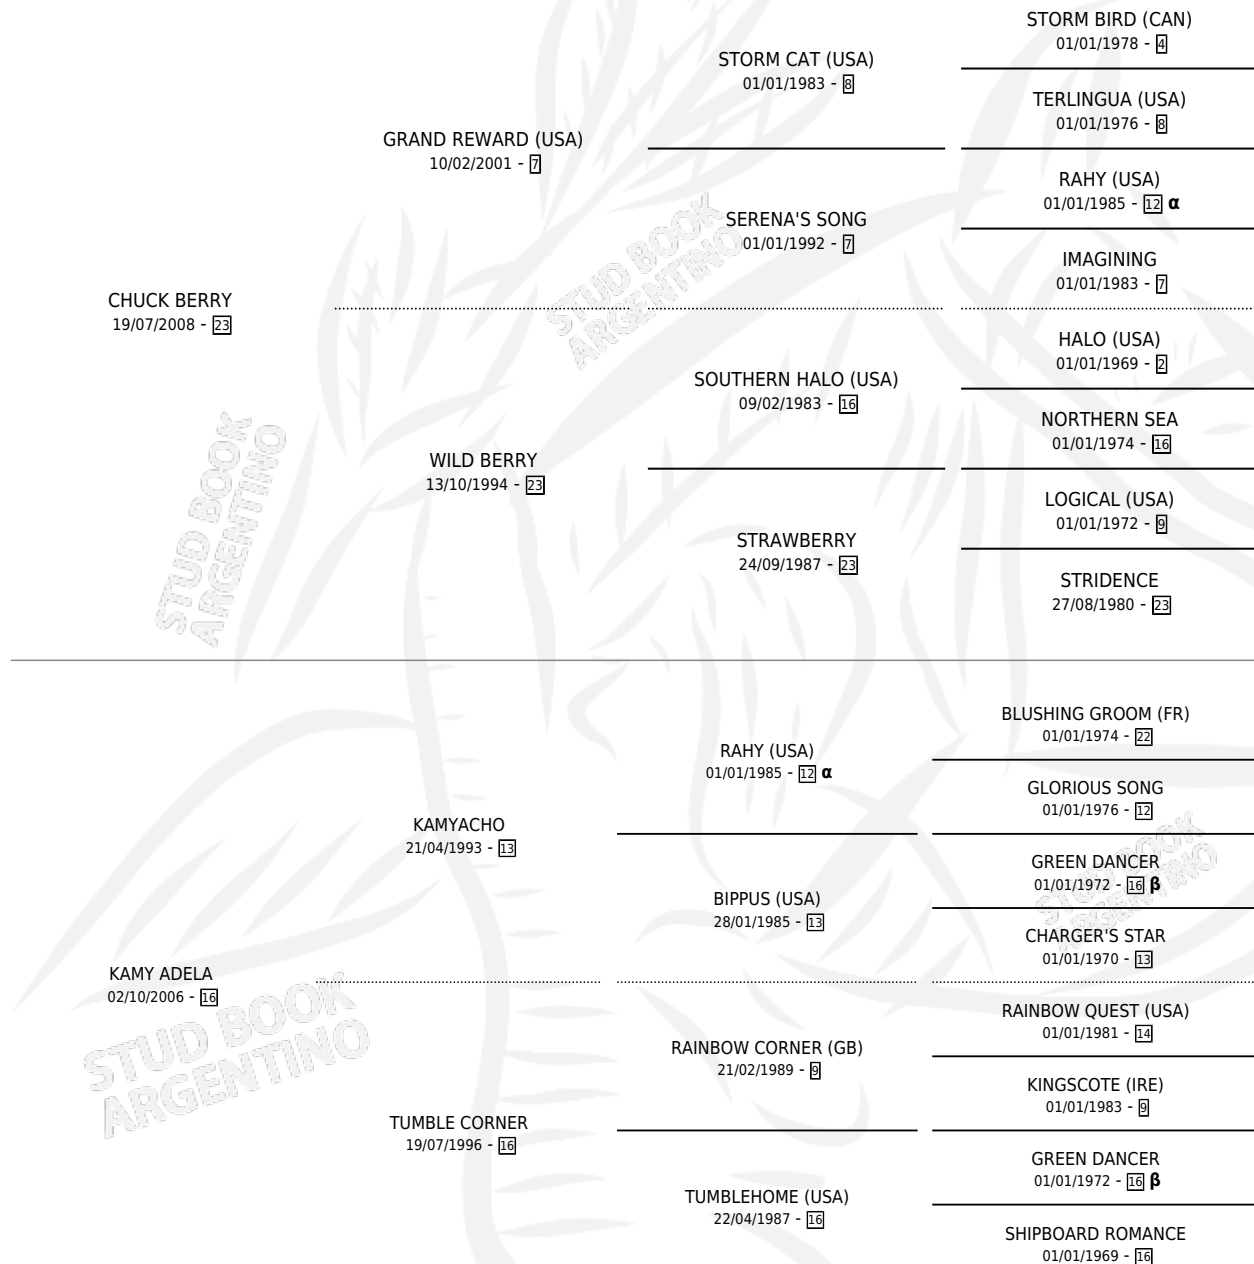 STORM BIRD (CAN)
01/01/1978 - 4
STORM CAT (USA)
01/01/1983 - 8
TERLINGUA (USA)
01/01/1976 - 8
GRAND REWARD (USA)
10/02/2001 - 7
RAHY (USA)
01/01/1985 - 12 α
SERENA'S SONG
01/01/1992 - 7
IMAGINING
01/01/1983 - 7
STUD BOOK
ARGENTINO
CHUCK BERRY
19/07/2008 - 23
HALO (USA)
01/01/1969 - 2
SOUTHERN HALO (USA)
09/02/1983 - 16
NORTHERN SEA
01/01/1974 - 16
WILD BERRY
13/10/1994 - 23
LOGICAL (USA)
01/01/1972 - 9
STRAWBERRY
24/09/1987 - 23
STRIDENCE
27/08/1980 - 23
STUD BOOK
ARGENTINO
BLUSHING GROOM (FR)
01/01/1974 - 22
RAHY (USA)
01/01/1985 - 12 α
GLORIOUS SONG
01/01/1976 - 12
KAMYACHO
21/04/1993 - 13
GREEN DANCER
01/01/1972 - 16 β
BIPPUS (USA)
28/01/1985 - 13
CHARGER'S STAR
01/01/1970 - 13
STUD BOOK
ARGENTINO
KAMY ADELA
02/10/2006 - 16
RAINBOW QUEST (USA)
01/01/1981 - 14
RAINBOW CORNER (GB)
21/02/1989 - 9
KINGSCOTE (IRE)
01/01/1983 - 9
STUD BOOK
ARGENTINO
TUMBLE CORNER
19/07/1996 - 16
GREEN DANCER
01/01/1972 - 16 β
TUMBLEHOME (USA)
22/04/1987 - 16
SHIPBOARD ROMANCE
01/01/1969 - 16